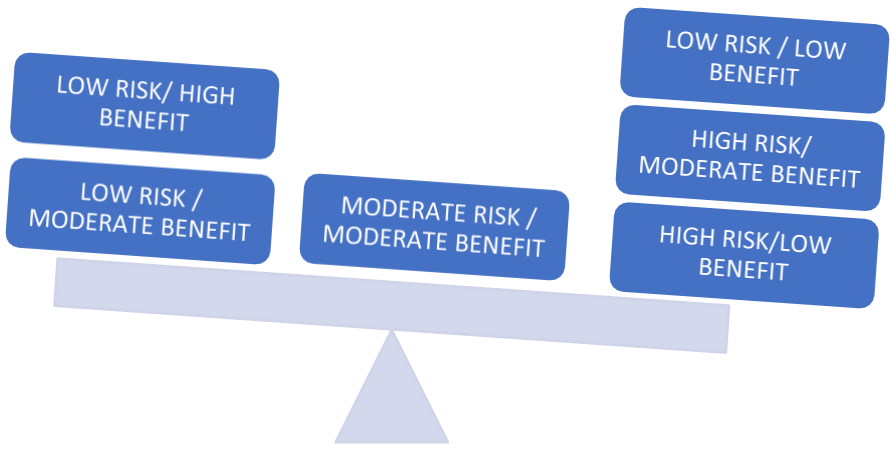 LOW RISK/ HIGH
BENEFIT
LOW RISK /
MODERATE BENEFIT
MODERATE RISK /
MODERATE BENEFIT
LOW RISK / LOW
BENEFIT
HIGH RISK/
MODERATE BENEFIT
HIGH RISK/LOW
BENEFIT